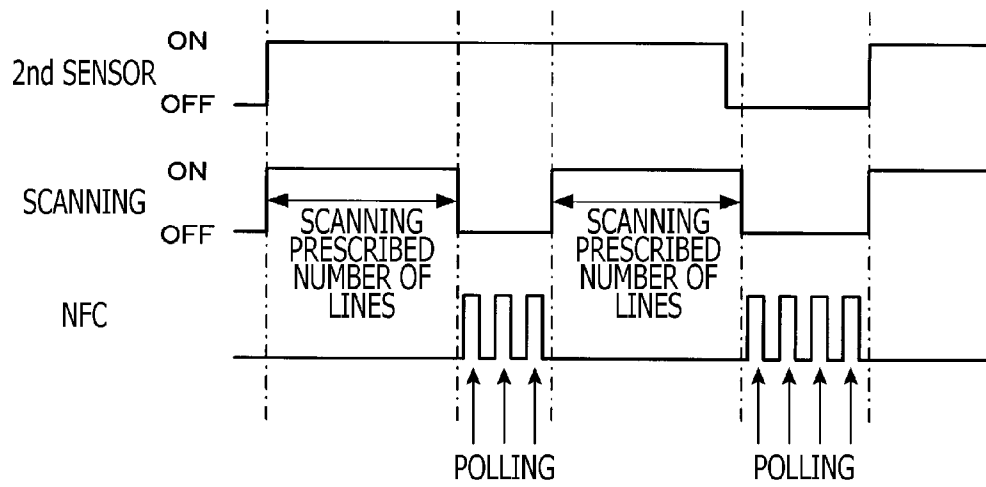 ON
2nd SENSOR
OFF
ON
SCANNING
OFF
SCANNING
PRESCRIBED
NUMBER OF
LINES
SCANNING
PRESCRIBED
NUMBER OF
LINES
NFC
POLLING
POLLING